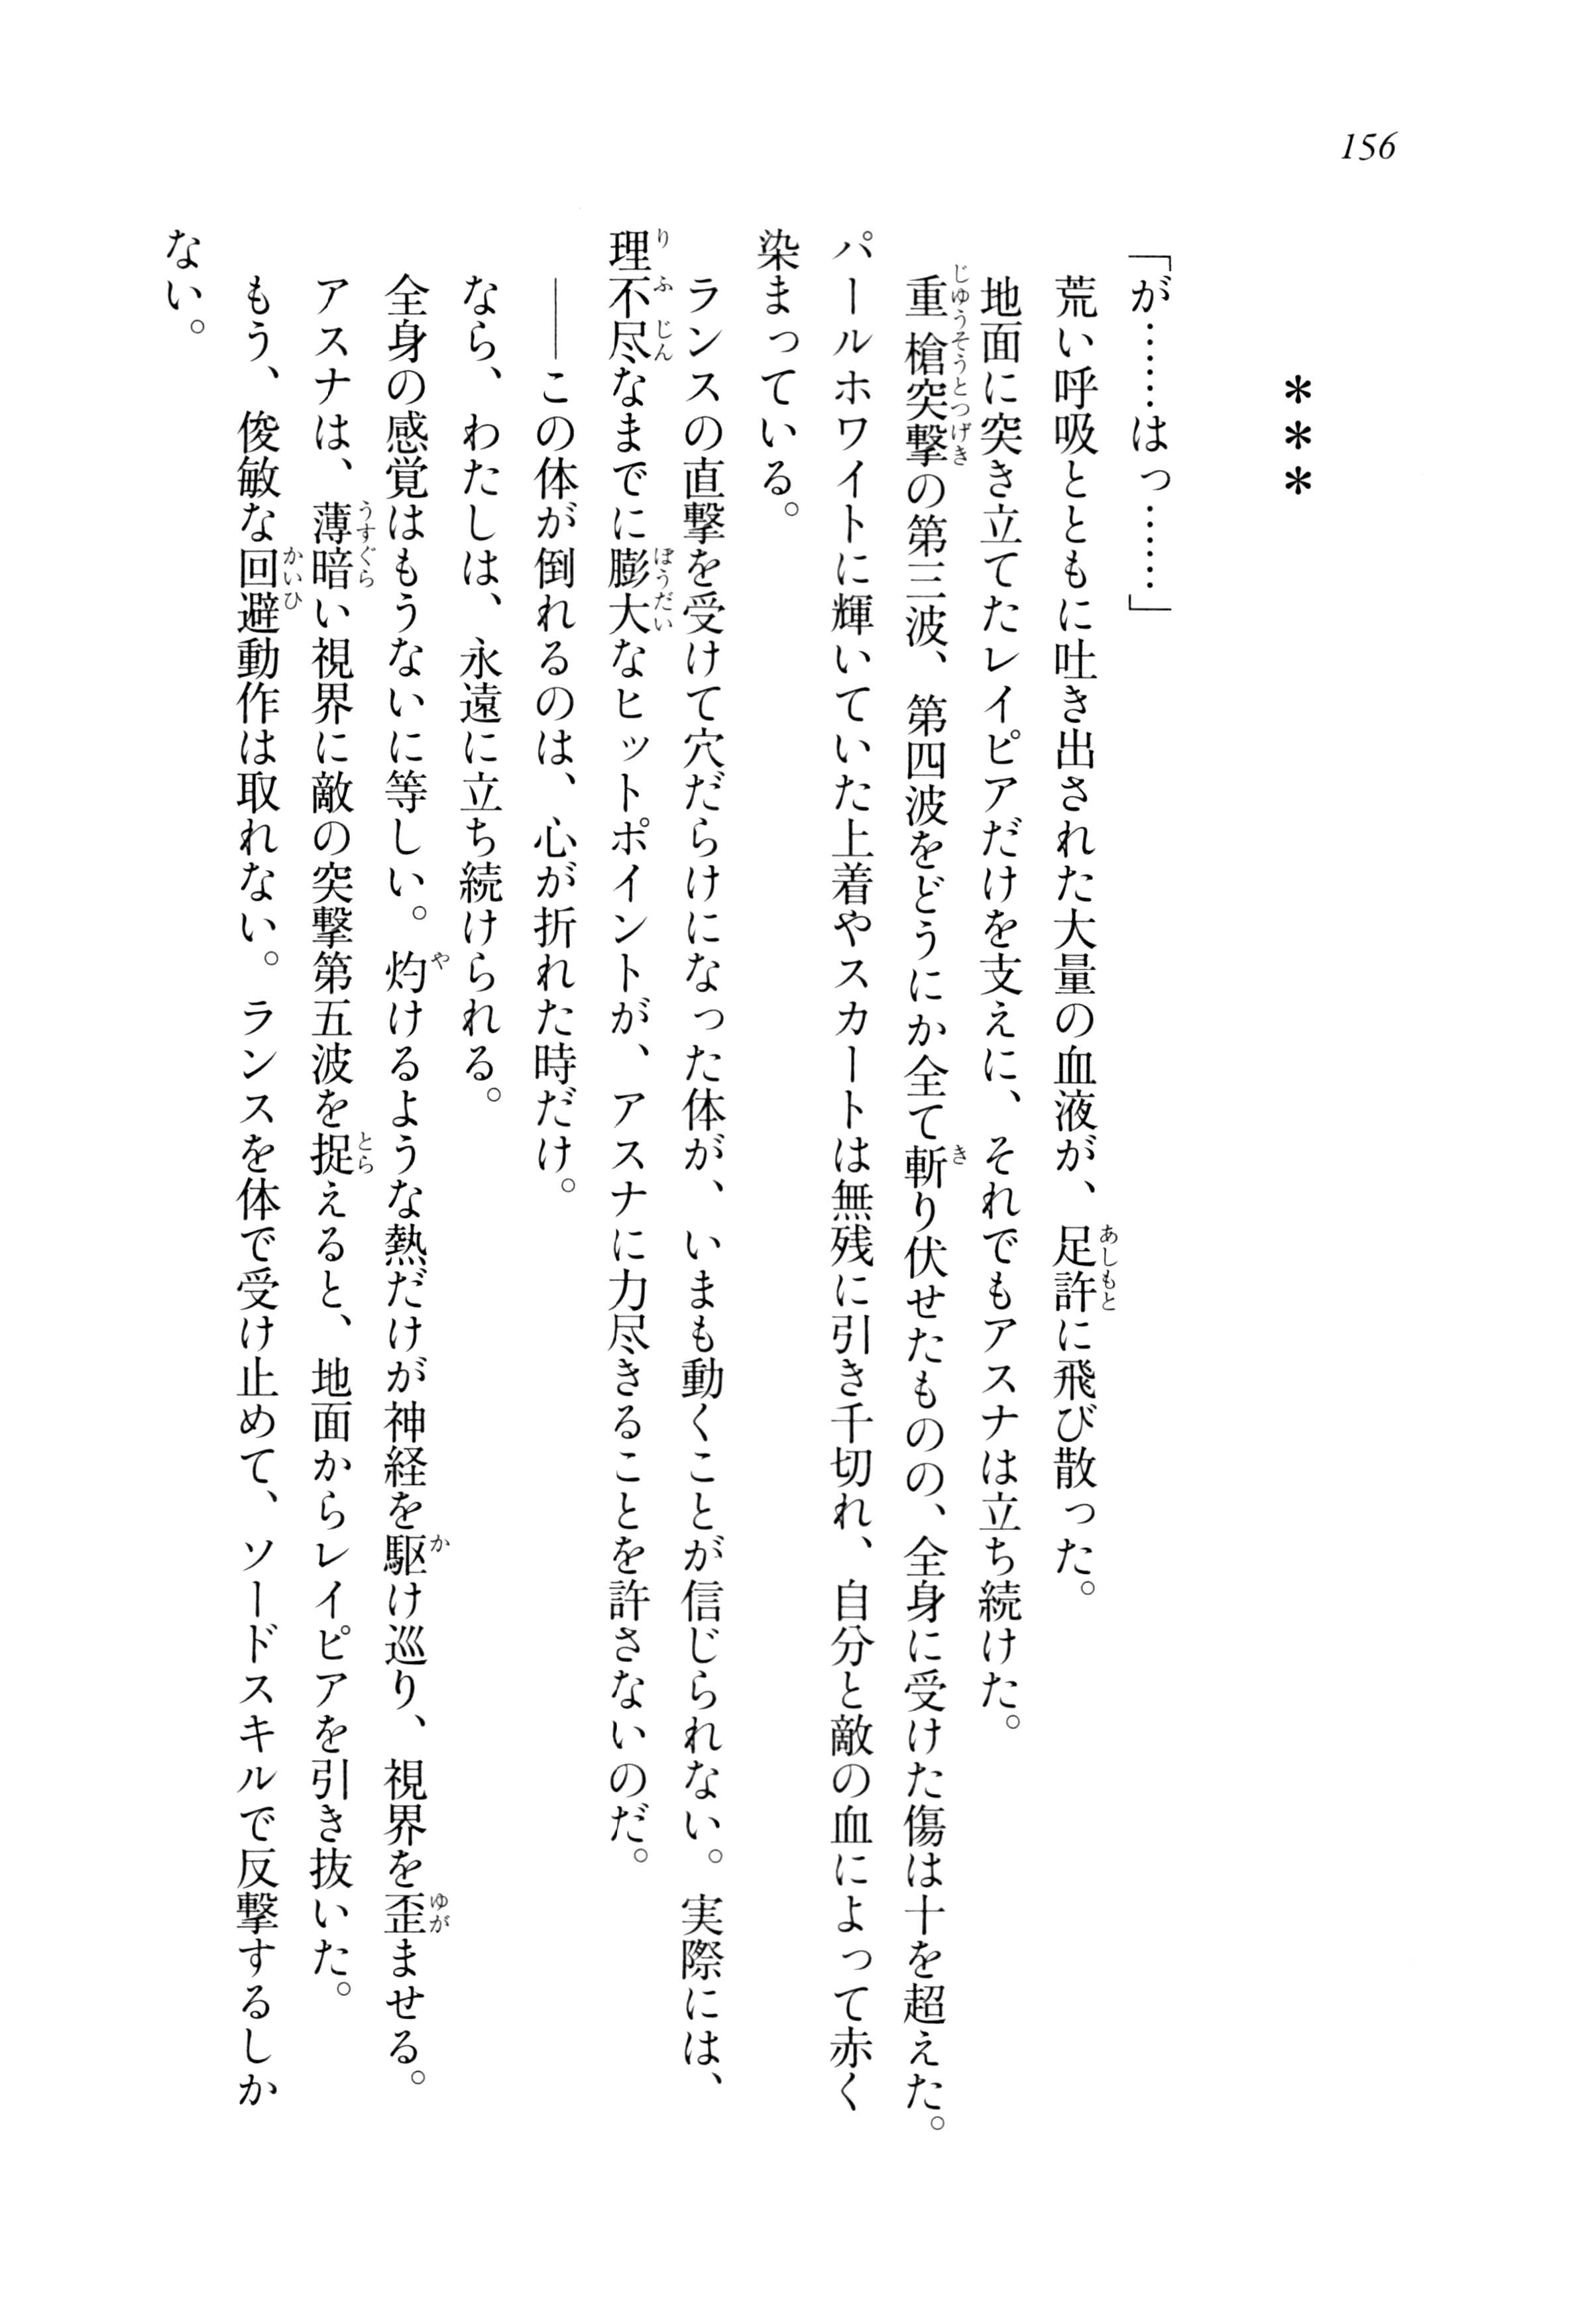 156
＊＊＊
「が……はっ……」
荒い呼吸とともに吐き出された大量の血液が、足許に飛び散った。
地面に突き立てたレイピアだけを支えに、それでもアスナは立ち続けた。
重槍突撃の第三波、第四波をどうにか全て斬り伏せたものの、全身に受けた傷は十を超えた。
パールホワイトに輝いていた上着やスカートは無残に引き千切れ、自分と敵の血によって赤く
染まっている。
ランスの直撃を受けて穴だらけになった体が、いまも動くことが信じられない。実際には、
理不尽なまでに膨大なヒットポイントが、アスナに力尽きることを許さないのだ。
――この体が倒れるのは、心が折れた時だけ。
なら、わたしは、永遠に立ち続けられる。
全身の感覚はもうないに等しい。灼けるような熱だけが神経を駆け巡り、視界を歪ませる。
アスナは、薄暗い視界に敵の突撃第五波を捉えると、地面からレイピアを引き抜いた。
もう、俊敏な回避動作は取れない。ランスを体で受け止めて、ソードスキルで反撃するしか
ない。